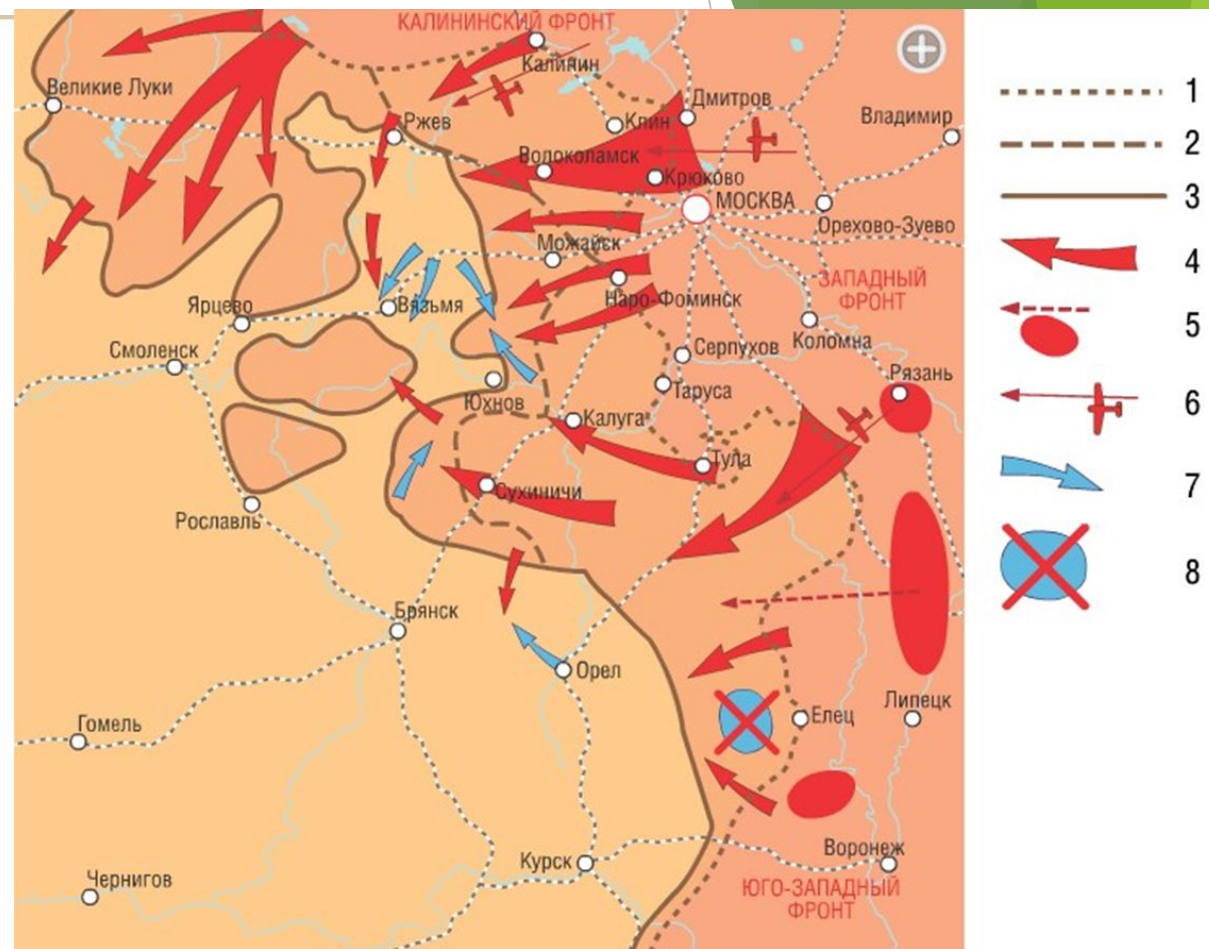 КАЛИНИНСКИЙ ФРОНТ
Калинин
Великие Луки
Дмитров
Ржев
Клин
Владимир
Волоколамск
Крюково
МОСКВА
Орехово-Зуево
Можайск
ЗАПАДНЫЙ
ФРОНТ
Наро-Фоминск
Ярцево
Вязьма
Смоленск
Серпухов
Коломна
Рязань
Таруса
Юхнов
Калуга
Тула
Сухиничи
Рославль
Брянск
Орел
Гомель
Елец
Липецк
Курск
Воронеж
Чернигов
ЮГО-ЗАПАДНЫЙ
ФРОНТ
1
2
3
4
5
6
7
8